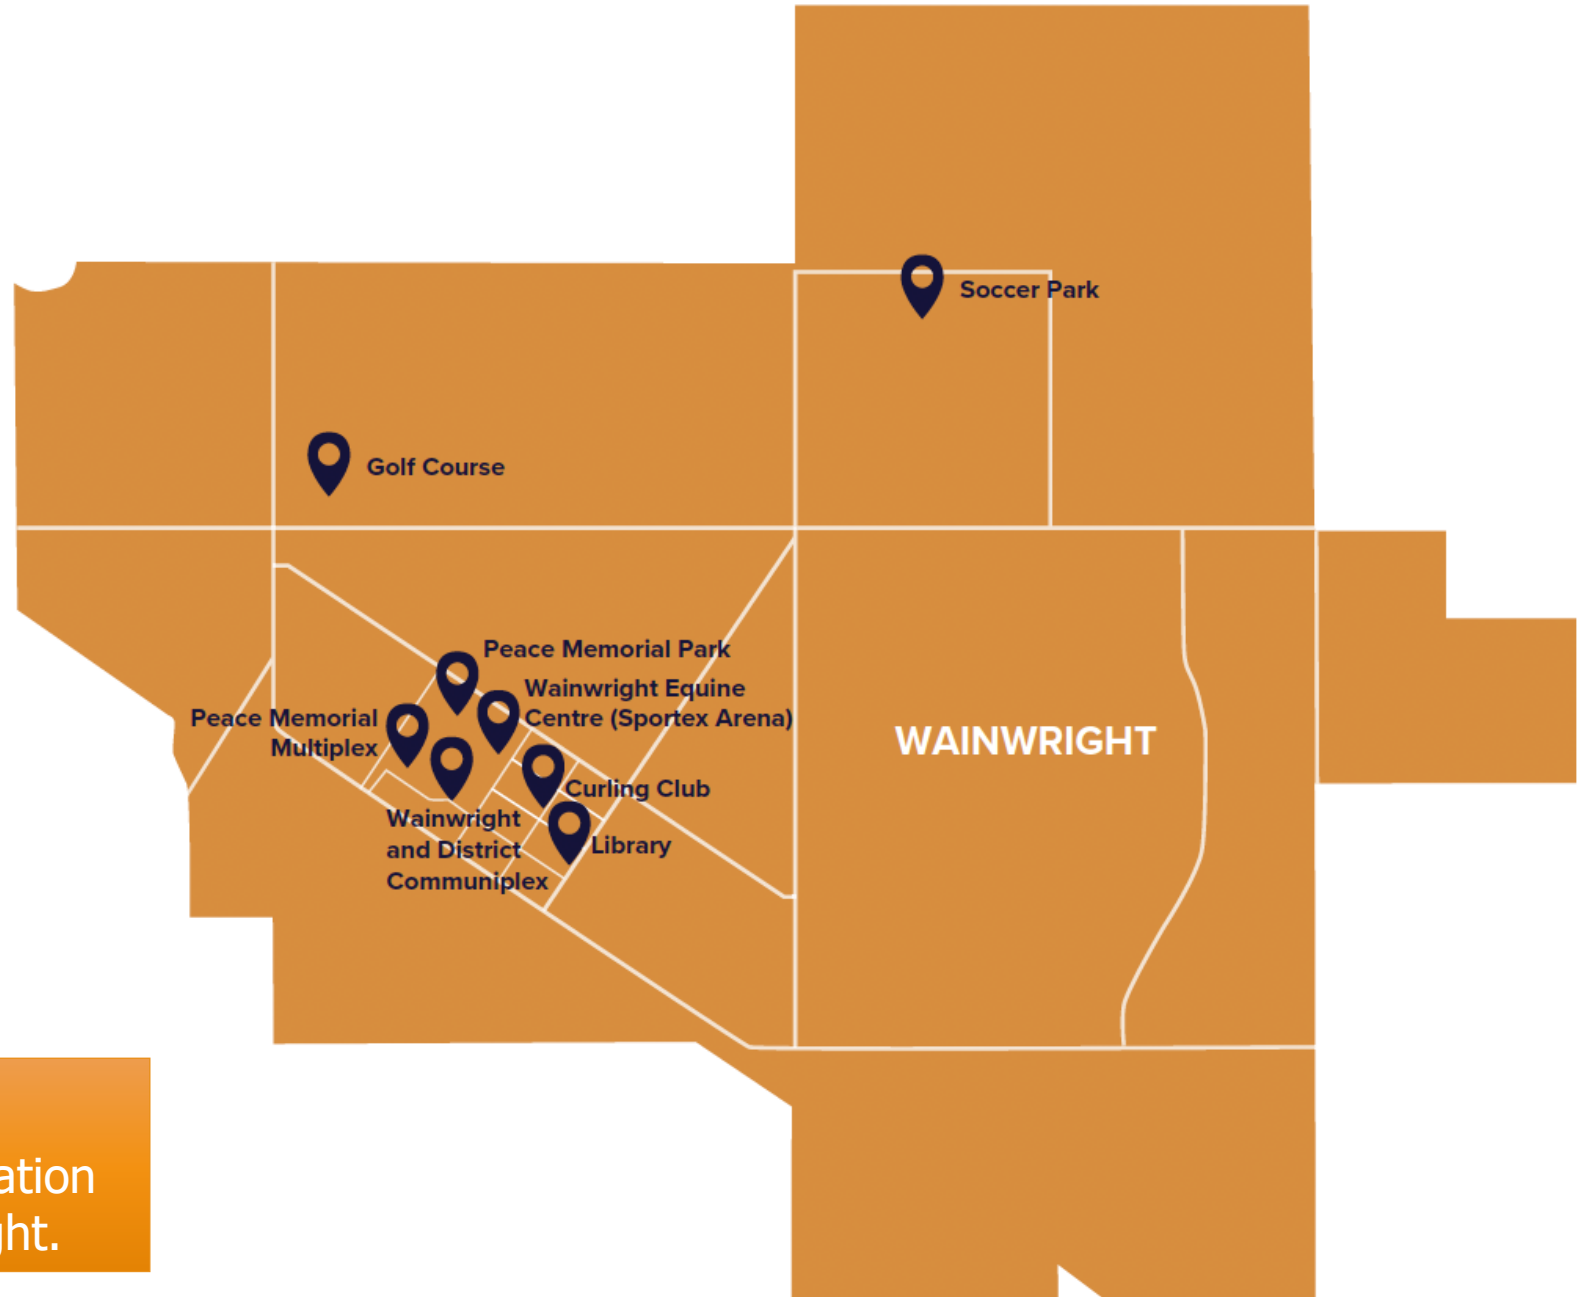 Soccer Park
Golf Course
Peace Memorial Park
Wainwright Equine
Centre (Sportex Arena)
Peace Memorial
Multiplex
WAINWRIGHT
Curling Club
Wainwright
and District
Communiplex
Library
ation
ght.